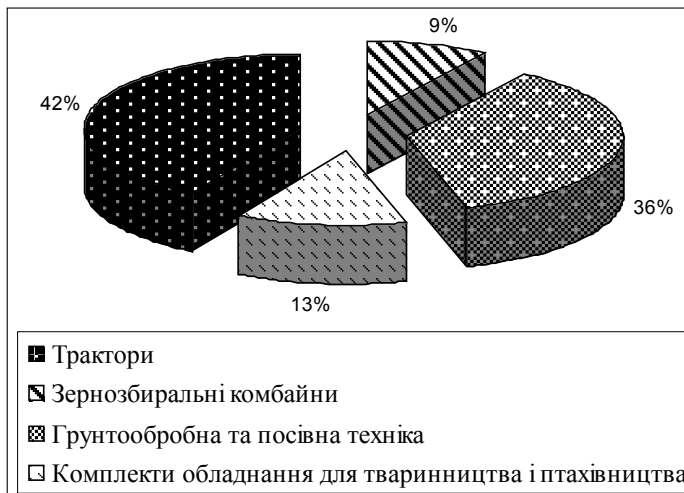 9%
42%
36%
13%
Трактори
Зернозбиральні комбайни
Грунтообробна та посівна техніка
Комплекти обладнання для тваринництва і птахівництва